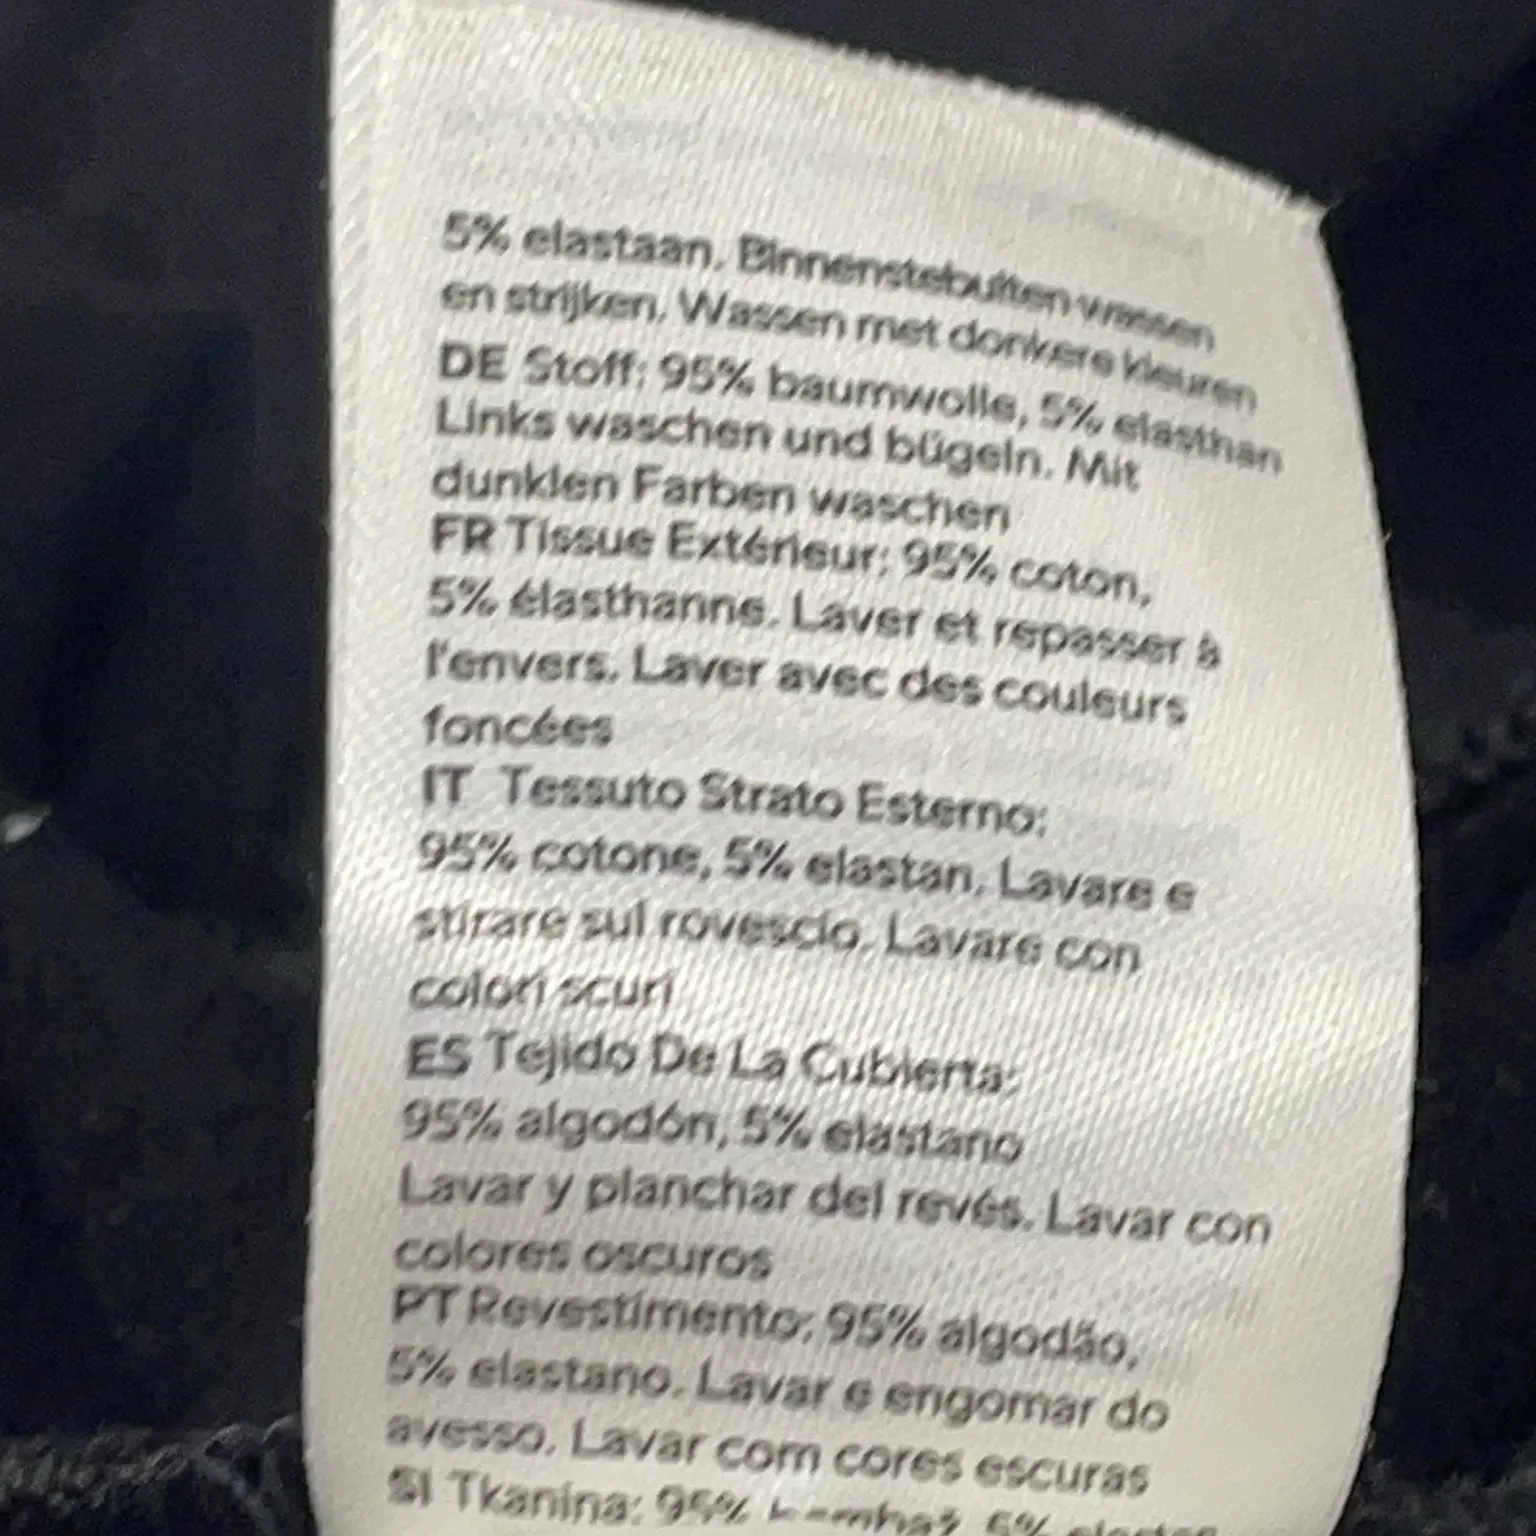 5% elastaan. Binnenstebuiten wassen
en strijken. Wassen met donkere kleuren
DE Stoff: 95% baumwolle, 5% elasthan
Links waschen und bügeln. Mit
dunklen Farben waschen
FR Tissue Extérieur: 95% coton,
5% élasthanne. Laver et repasser à
l'envers. Laver avec des couleurs
foncées
IT Tessuto Strato Esterno:
95% cotone, 5% elastan. Lavare e
stirare sul rovescio. Lavare con
colori scuri
ES Tejido De La Cubierta:
95% algodón, 5% elastano
Lavar y planchar del revés. Lavar con
colores oscuros
PT Revestimento: 95% algodão,
5% elastano. Lavar e engomar do
avesso. Lavar com cores escuras
SI Tkanina: 95% 5%